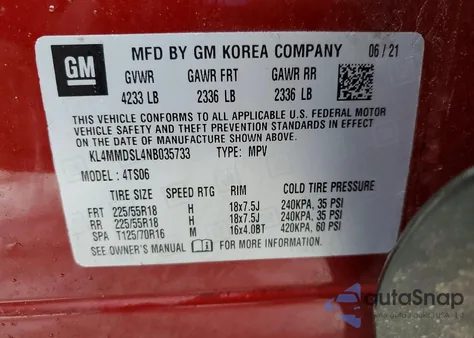 GM
MFD BY GM KOREA COMPANY 06/21
GVWR GAWR FRT GAWR RR
4233 LB 2336 LB 2336 LB
THIS VEHICLE CONFORMS TO ALL APPLICABLE U.S. FEDERAL MOTOR
VEHICLE SAFETY AND THEFT PREVENTION STANDARDS IN EFFECT
ON THE DATE OF MANUFACTURE SHOWN ABOVE.
KL4MMDSL4NB035733 TYPE: MPV
MODEL: 4TS06
TIRE SIZE SPEED RTG RIM COLD TIRE PRESSURE
FRT 225/55R18 H 18x7.5J 240KPA, 35 PSI
RR 225/55R18 H 18x7.5J 240KPA, 35 PSI
SPA T125/70R16 M 16x4.0BT 420KPA, 60 PSI
SEE OWNER'S MANUAL FOR MORE INFORMATION.
autoSnap